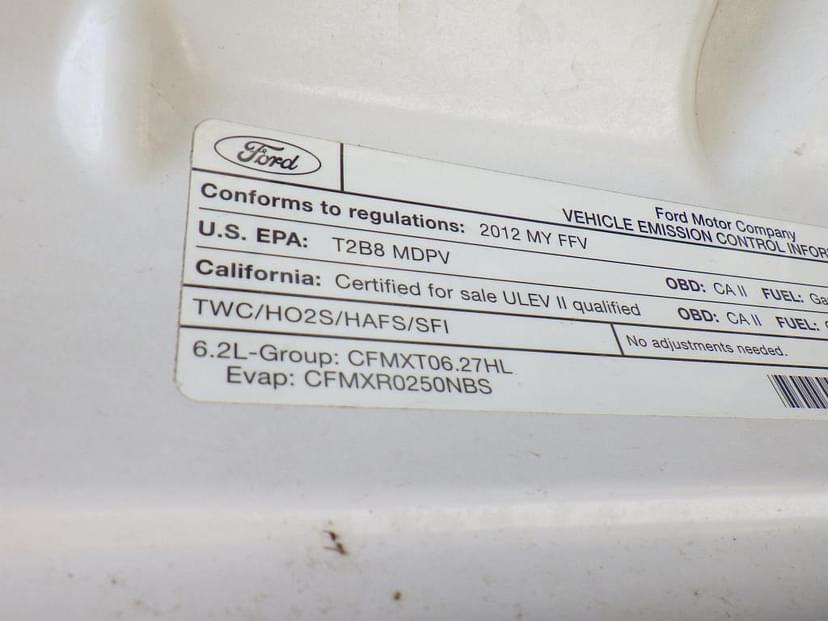 Ford
Ford Motor Company
VEHICLE EMISSION CONTROL
Conforms to regulations: 2012 MY FFV
U.S. EPA: T2B8 MDPV OBD: CA II FUEL:
California: Certified for sale ULEV II qualified OBD: CA II FUEL:
TWC/HO2S/HAFS/SFI No adjustments needed.
6.2L-Group: CFMXT06.27HL
Evap: CFMXR0250NBS